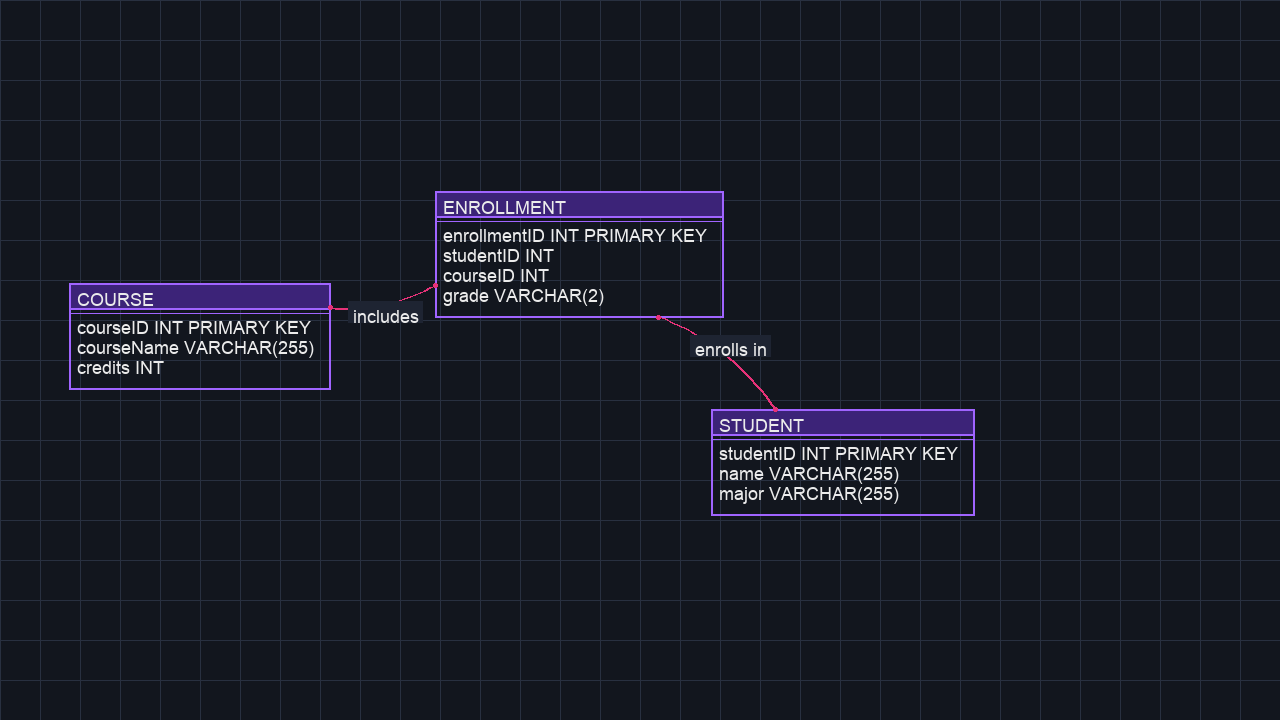 ENROLLMENT
enrollmentID INT PRIMARY KEY
studentID INT
courseID INT
grade VARCHAR(2)
COURSE
courseID INT PRIMARY KEY
courseName VARCHAR(255)
credits INT
includes
enrolls in
STUDENT
studentID INT PRIMARY KEY
name VARCHAR(255)
major VARCHAR(255)